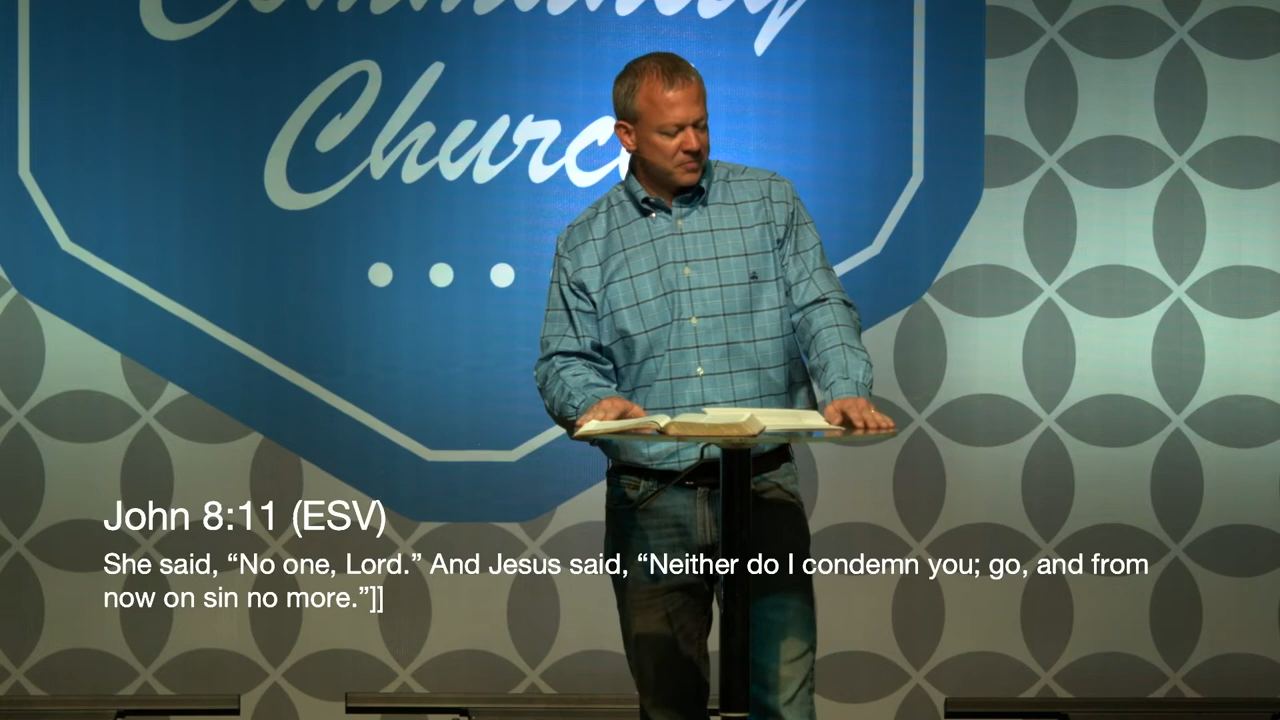 Community
Church
John 8:11 (ESV)
She said, “No one, Lord.” And Jesus said, “Neither do I condemn you; go, and from
now on sin no more.”]]